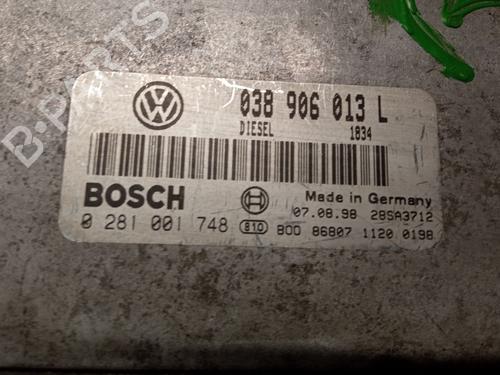 B-PARTS
038 906 013 L
DIESEL 1834
BOSCH
Made in Germany
07.08.98 28SA3712
0 281 001 748 810 BOD 86807 1120 0198